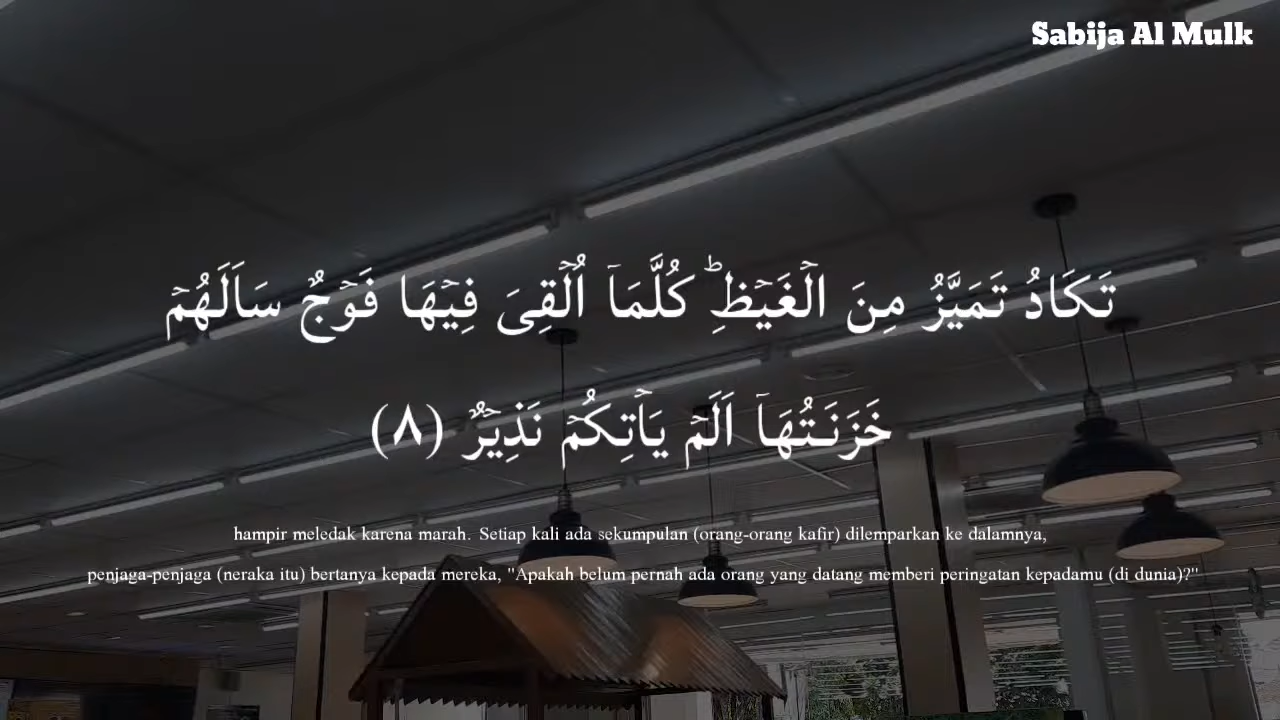 Sabija Al Mulk
تَكَادُ تَمَيَّزُ مِنَ الْغَيْظِۗ كُلَّمَآ اُلْقِيَ فِيْهَا فَوْجٌ سَاَلَهُمْ
خَزَنَتُهَآ اَلَمْ يَأْتِكُمْ نَذِيْرٌ (٨)
hampir meledak karena marah. Setiap kali ada sekumpulan (orang-orang kafir) dilemparkan ke dalamnya,
penjaga-penjaga (neraka itu) bertanya kepada mereka, "Apakah belum pernah ada orang yang datang memberi peringatan kepadamu (di dunia)?"